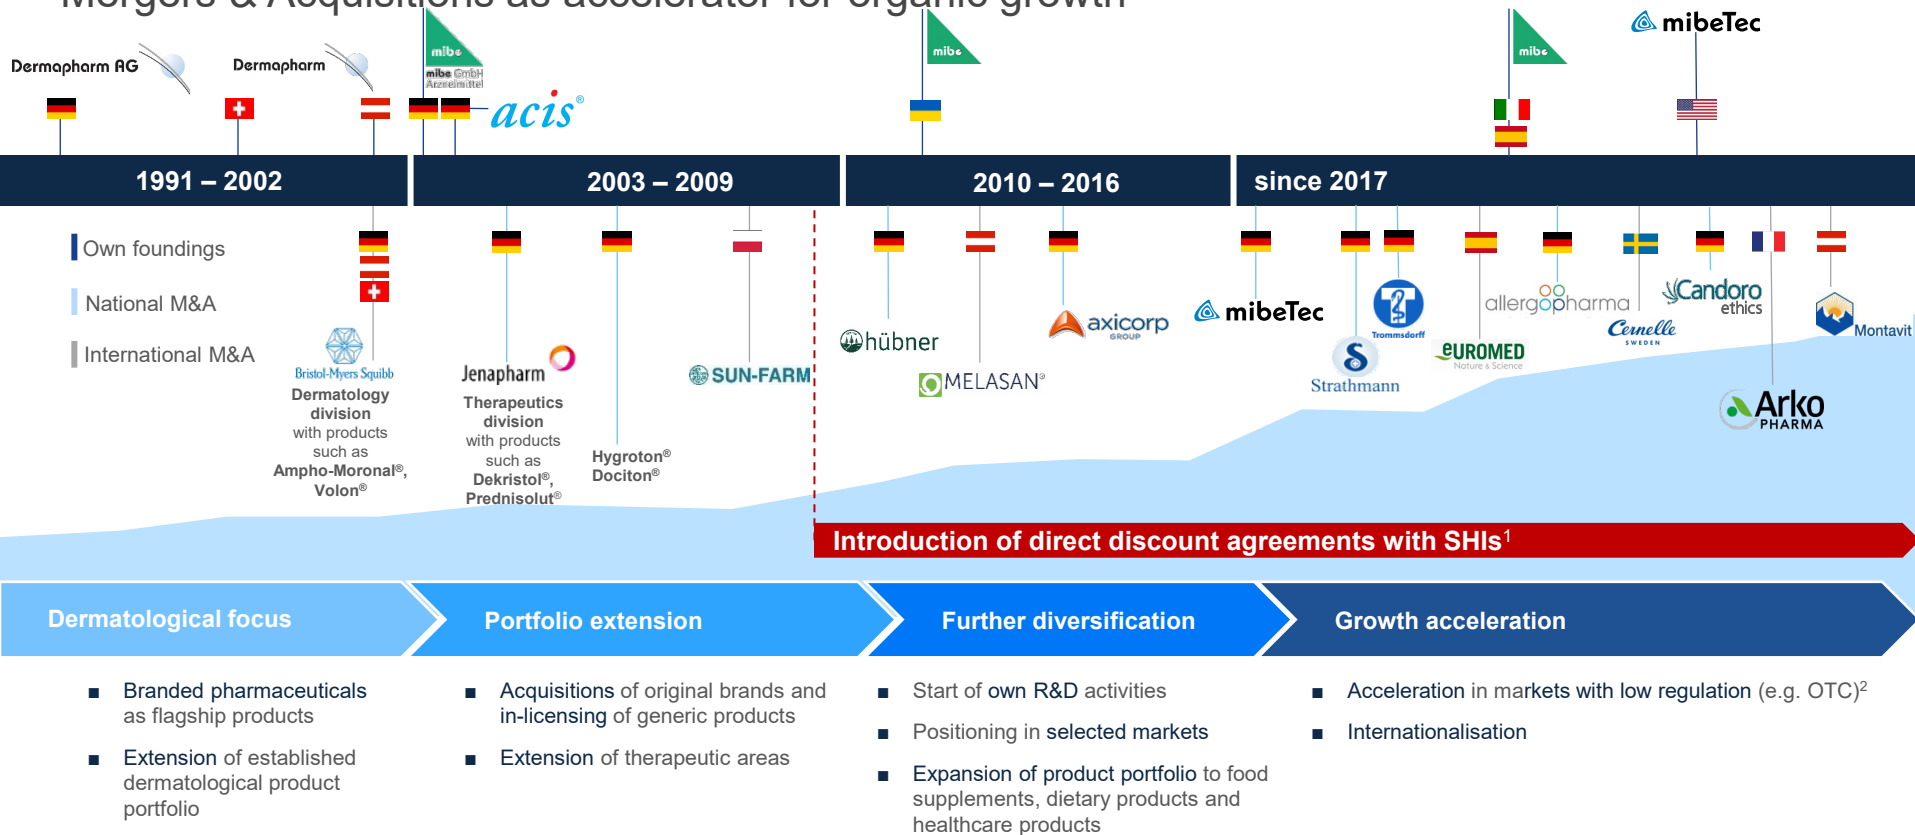 Mergers & Acquisitions as accelerator for organic growth
Dermapharm AG
Dermapharm
mibe
mibe GmbH
Arzneimittel
acis®
mibe
mibe
mibeTec
1991 – 2002
2003 – 2009
2010 – 2016
since 2017
Own foundings
National M&A
International M&A
Bristol-Myers Squibb
Dermatology
division
with products
such as
Ampho-Moronal®,
Volon®
Jenapharm
Therapeutics
division
with products
such as
Dekristol®,
Prednisolut®
Hygroton®
Dociton®
SUN-FARM
hübner
MELASAN®
axicorp
GROUP
mibeTec
Strathmann
Trommsdorff
EUROMED
Nature & Science
allergopharma
Cernelle
SWEDEN
Candoro
ethics
Arko
PHARMA
Montavit
Introduction of direct discount agreements with SHIs¹
Dermatological focus
Portfolio extension
Further diversification
Growth acceleration
■ Branded pharmaceuticals
as flagship products
■ Extension of established
dermatological product
portfolio
■ Acquisitions of original brands and
in-licensing of generic products
■ Extension of therapeutic areas
■ Start of own R&D activities
■ Positioning in selected markets
■ Expansion of product portfolio to food
supplements, dietary products and
healthcare products
■ Acceleration in markets with low regulation (e.g. OTC)²
■ Internationalisation